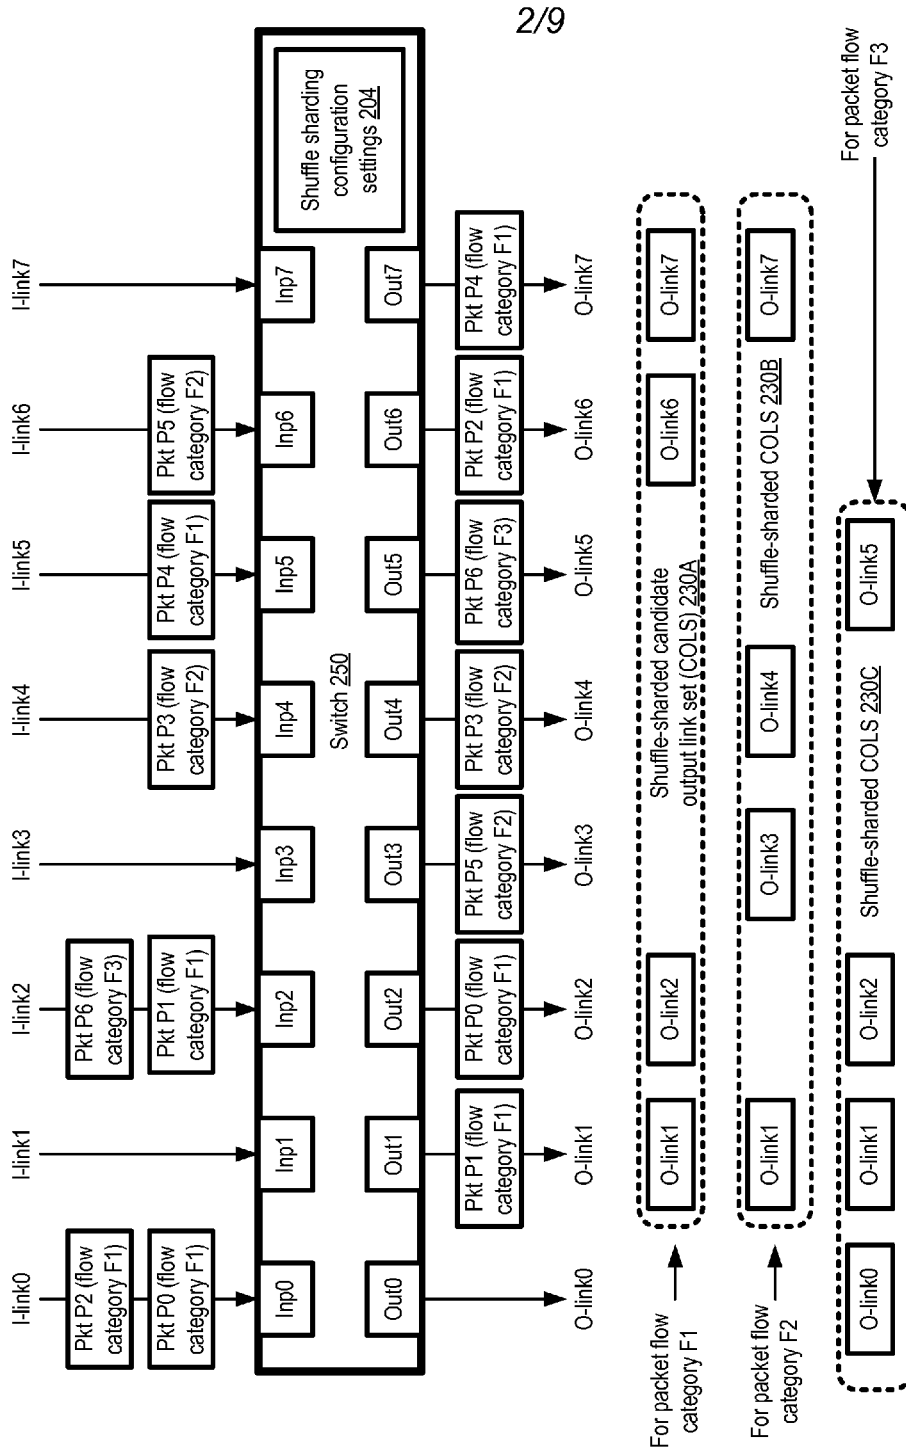 2/9
I-link0
I-link1
I-link2
I-link3
I-link4
I-link5
I-link6
I-link7
Pkt P2 (flow
category F1)
Pkt P6 (flow
category F3)
Pkt P0 (flow
category F1)
Pkt P1 (flow
category F1)
Pkt P3 (flow
category F2)
Pkt P4 (flow
category F1)
Pkt P5 (flow
category F2)
Inp0
Inp1
Inp2
Inp3
Inp4
Inp5
Inp6
Inp7
Shuffle sharding
configuration
settings 204
Switch 250
Out0
Out1
Out2
Out3
Out4
Out5
Out6
Out7
Pkt P1 (flow
category F1)
Pkt P0 (flow
category F1)
Pkt P5 (flow
category F2)
Pkt P3 (flow
category F2)
Pkt P6 (flow
category F3)
Pkt P2 (flow
category F1)
Pkt P4 (flow
category F1)
O-link0
O-link1
O-link2
O-link3
O-link4
O-link5
O-link6
O-link7
For packet flow
category F1
O-link1
O-link2
Shuffle-sharded candidate
output link set (COLS) 230A
O-link6
O-link7
For packet flow
category F2
O-link1
O-link3
O-link4
Shuffle-sharded COLS 230B
O-link7
O-link0
O-link1
O-link2
Shuffle-sharded COLS 230C
O-link5
For packet flow
category F3